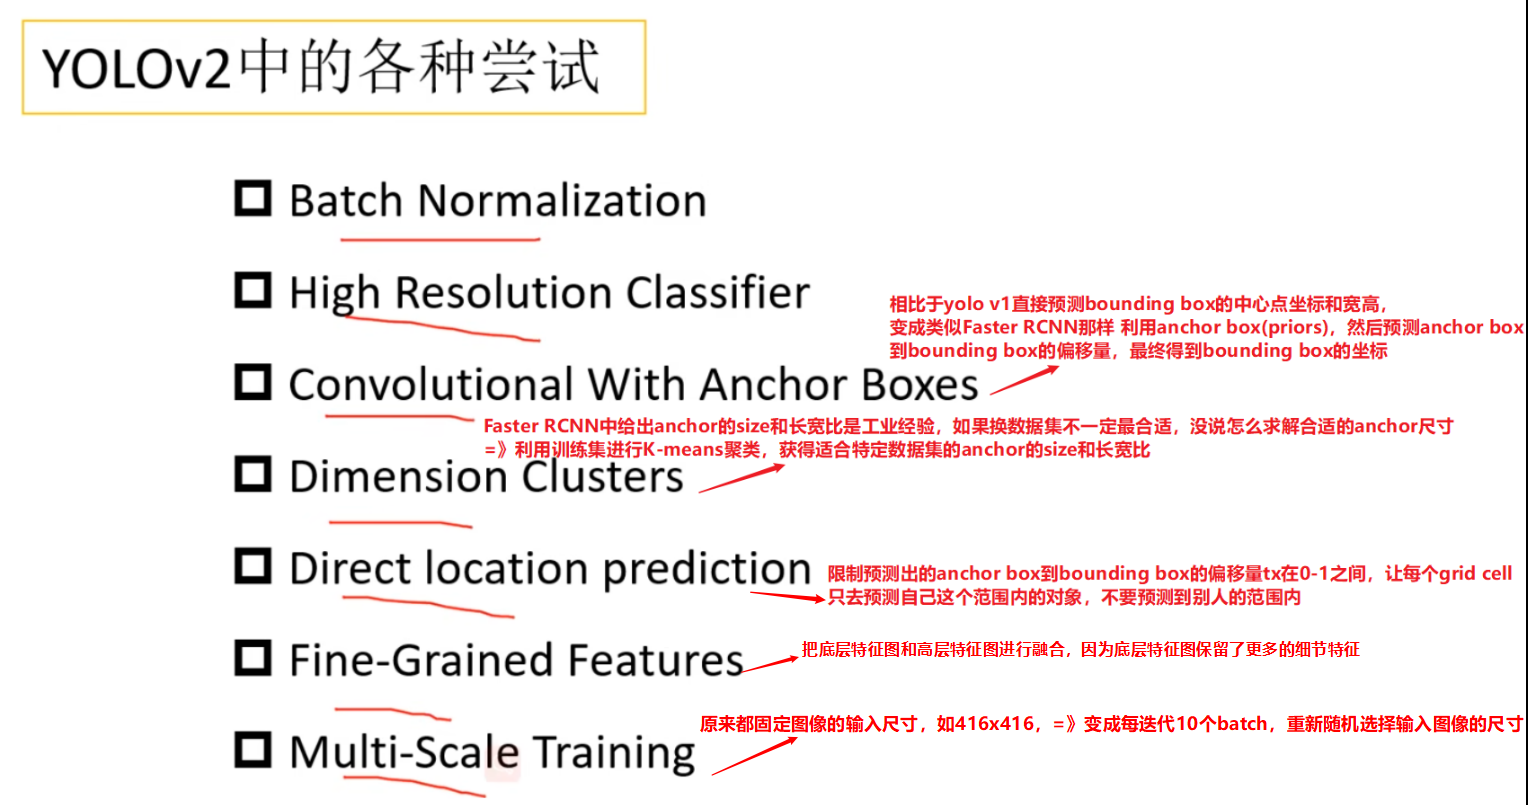 YOLOv2中的各种尝试
Batch Normalization
High Resolution Classifier
相比于yolo v1直接预测bounding box的中心点坐标和宽高，
变成类似Faster RCNN那样 利用anchor box(priors)，然后预测anchor box
到bounding box的偏移量，最终得到bounding box的坐标
Convolutional With Anchor Boxes
Faster RCNN中给出anchor的size和长宽比是工业经验，如果换数据集不一定最合适，没说怎么求解合适的anchor尺寸
=》利用训练集进行K-means聚类，获得适合特定数据集的anchor的size和长宽比
Dimension Clusters
Direct location prediction
限制预测出的anchor box到bounding box的偏移量tx在0-1之间，让每个grid cell
只去预测自己这个范围内的对象，不要预测到别人的范围内
Fine-Grained Features
把底层特征图和高层特征图进行融合，因为底层特征图保留了更多的细节特征
原来都固定图像的输入尺寸，如416x416，=》变成每迭代10个batch，重新随机选择输入图像的尺寸
Multi-Scale Training